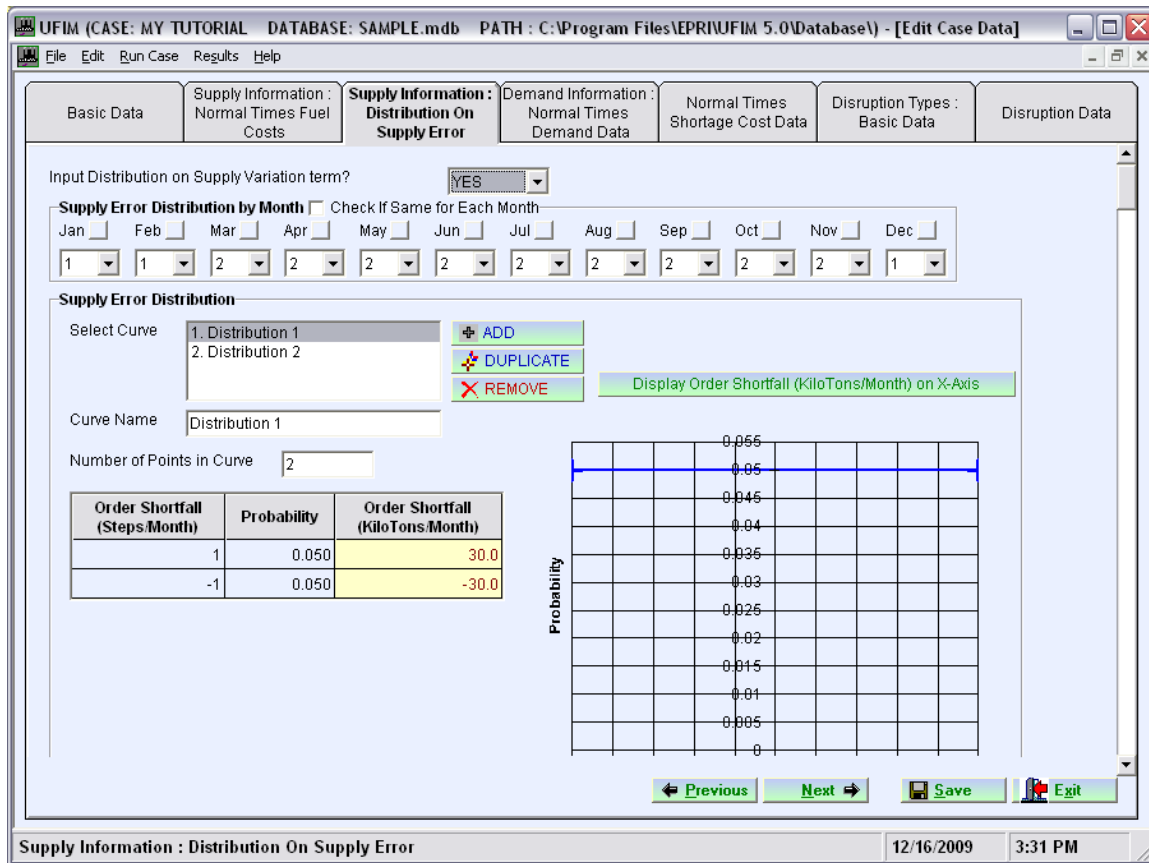 UFIM (CASE: MY TUTORIAL DATABASE: SAMPLE.mdb PATH : C:\Program Files\EPRI\UFIM 5.0\Database\) - [Edit Case Data]
File Edit Run Case Results Help
Basic Data
Supply Information :
Normal Times Fuel
Costs
Supply Information :
Distribution On
Supply Error
Demand Information :
Normal Times
Demand Data
Normal Times
Shortage Cost Data
Disruption Types :
Basic Data
Disruption Data
Input Distribution on Supply Variation term? YES
Supply Error Distribution by Month Check If Same for Each Month
Jan Feb Mar Apr May Jun Jul Aug Sep Oct Nov Dec
1 1 2 2 2 2 2 2 2 2 2 1
Supply Error Distribution
Select Curve
1. Distribution 1
2. Distribution 2
ADD
DUPLICATE
REMOVE
Display Order Shortfall (KiloTons/Month) on X-Axis
Curve Name Distribution 1
Number of Points in Curve 2
Order Shortfall
(Steps/Month)
Probability
Order Shortfall
(KiloTons/Month)
1 0.050 30.0
-1 0.050 -30.0
Probability
0.055
0.05
0.045
0.04
0.035
0.03
0.025
0.02
0.015
0.01
0.005
0
Previous Next Save Exit
Supply Information : Distribution On Supply Error 12/16/2009 3:31 PM